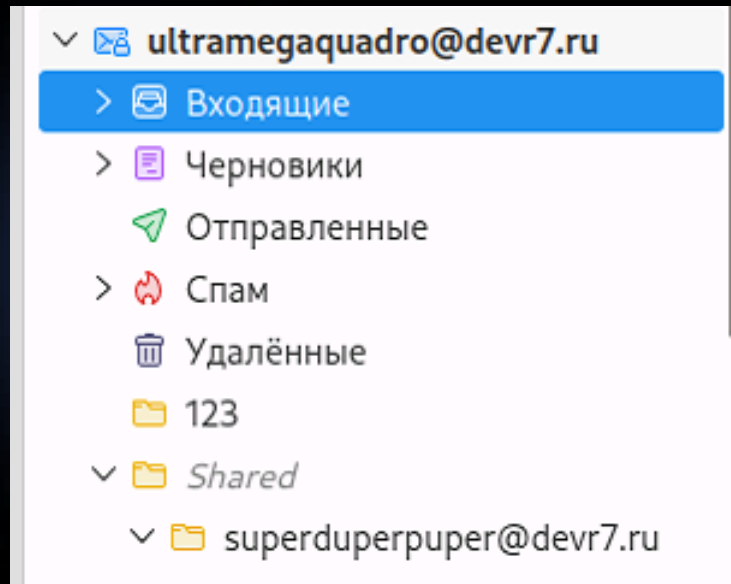 ultramegaquadro@devr7.ru
Входящие
Черновики
Отправленные
Спам
Удалённые
123
Shared
superduperpuper@devr7.ru